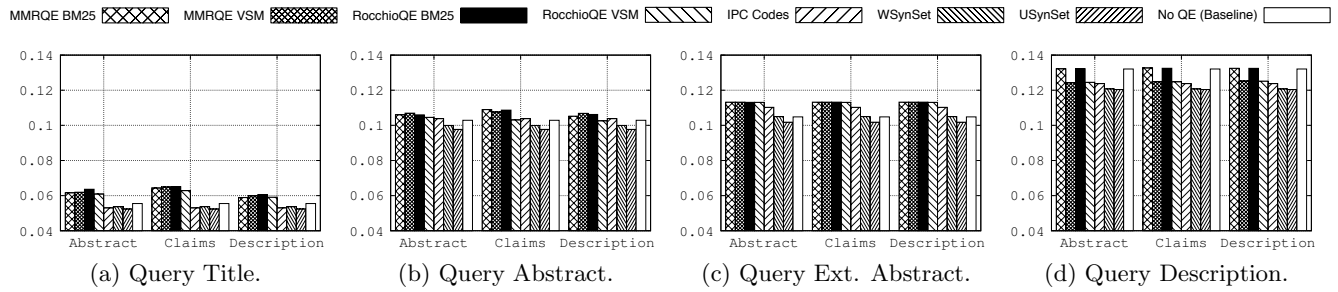 MMRQE BM25 MMRQE VSM RocchioQE BM25 RocchioQE VSM IPC Codes WSynSet USynSet No QE (Baseline)
0.14 0.14 0.14 0.14
0.12 0.12 0.12 0.12
0.1 0.1 0.1 0.1
0.08 0.08 0.08 0.08
0.06 0.06 0.06 0.06
0.04 0.04 0.04 0.04
Abstract Claims Description Abstract Claims Description Abstract Claims Description Abstract Claims Description
(a) Query Title. (b) Query Abstract. (c) Query Ext. Abstract. (d) Query Description.